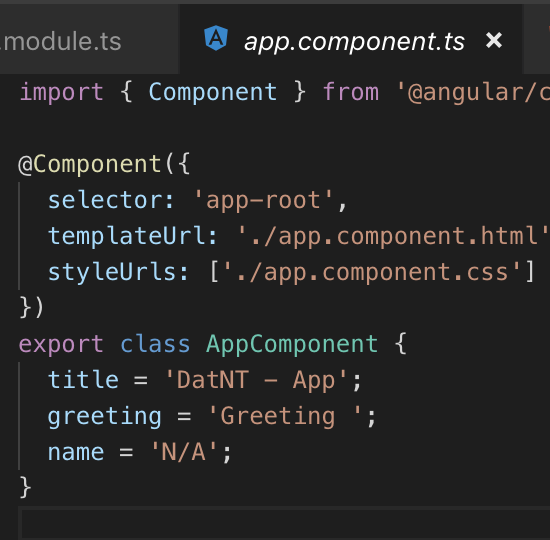 .module.ts
app.component.ts
import { Component } from '@angular/c
@Component({
selector: 'app-root',
templateUrl: './app.component.html'
styleUrls: ['./app.component.css']
})
export class AppComponent {
title = 'DatNT - App';
greeting = 'Greeting ';
name = 'N/A';
}